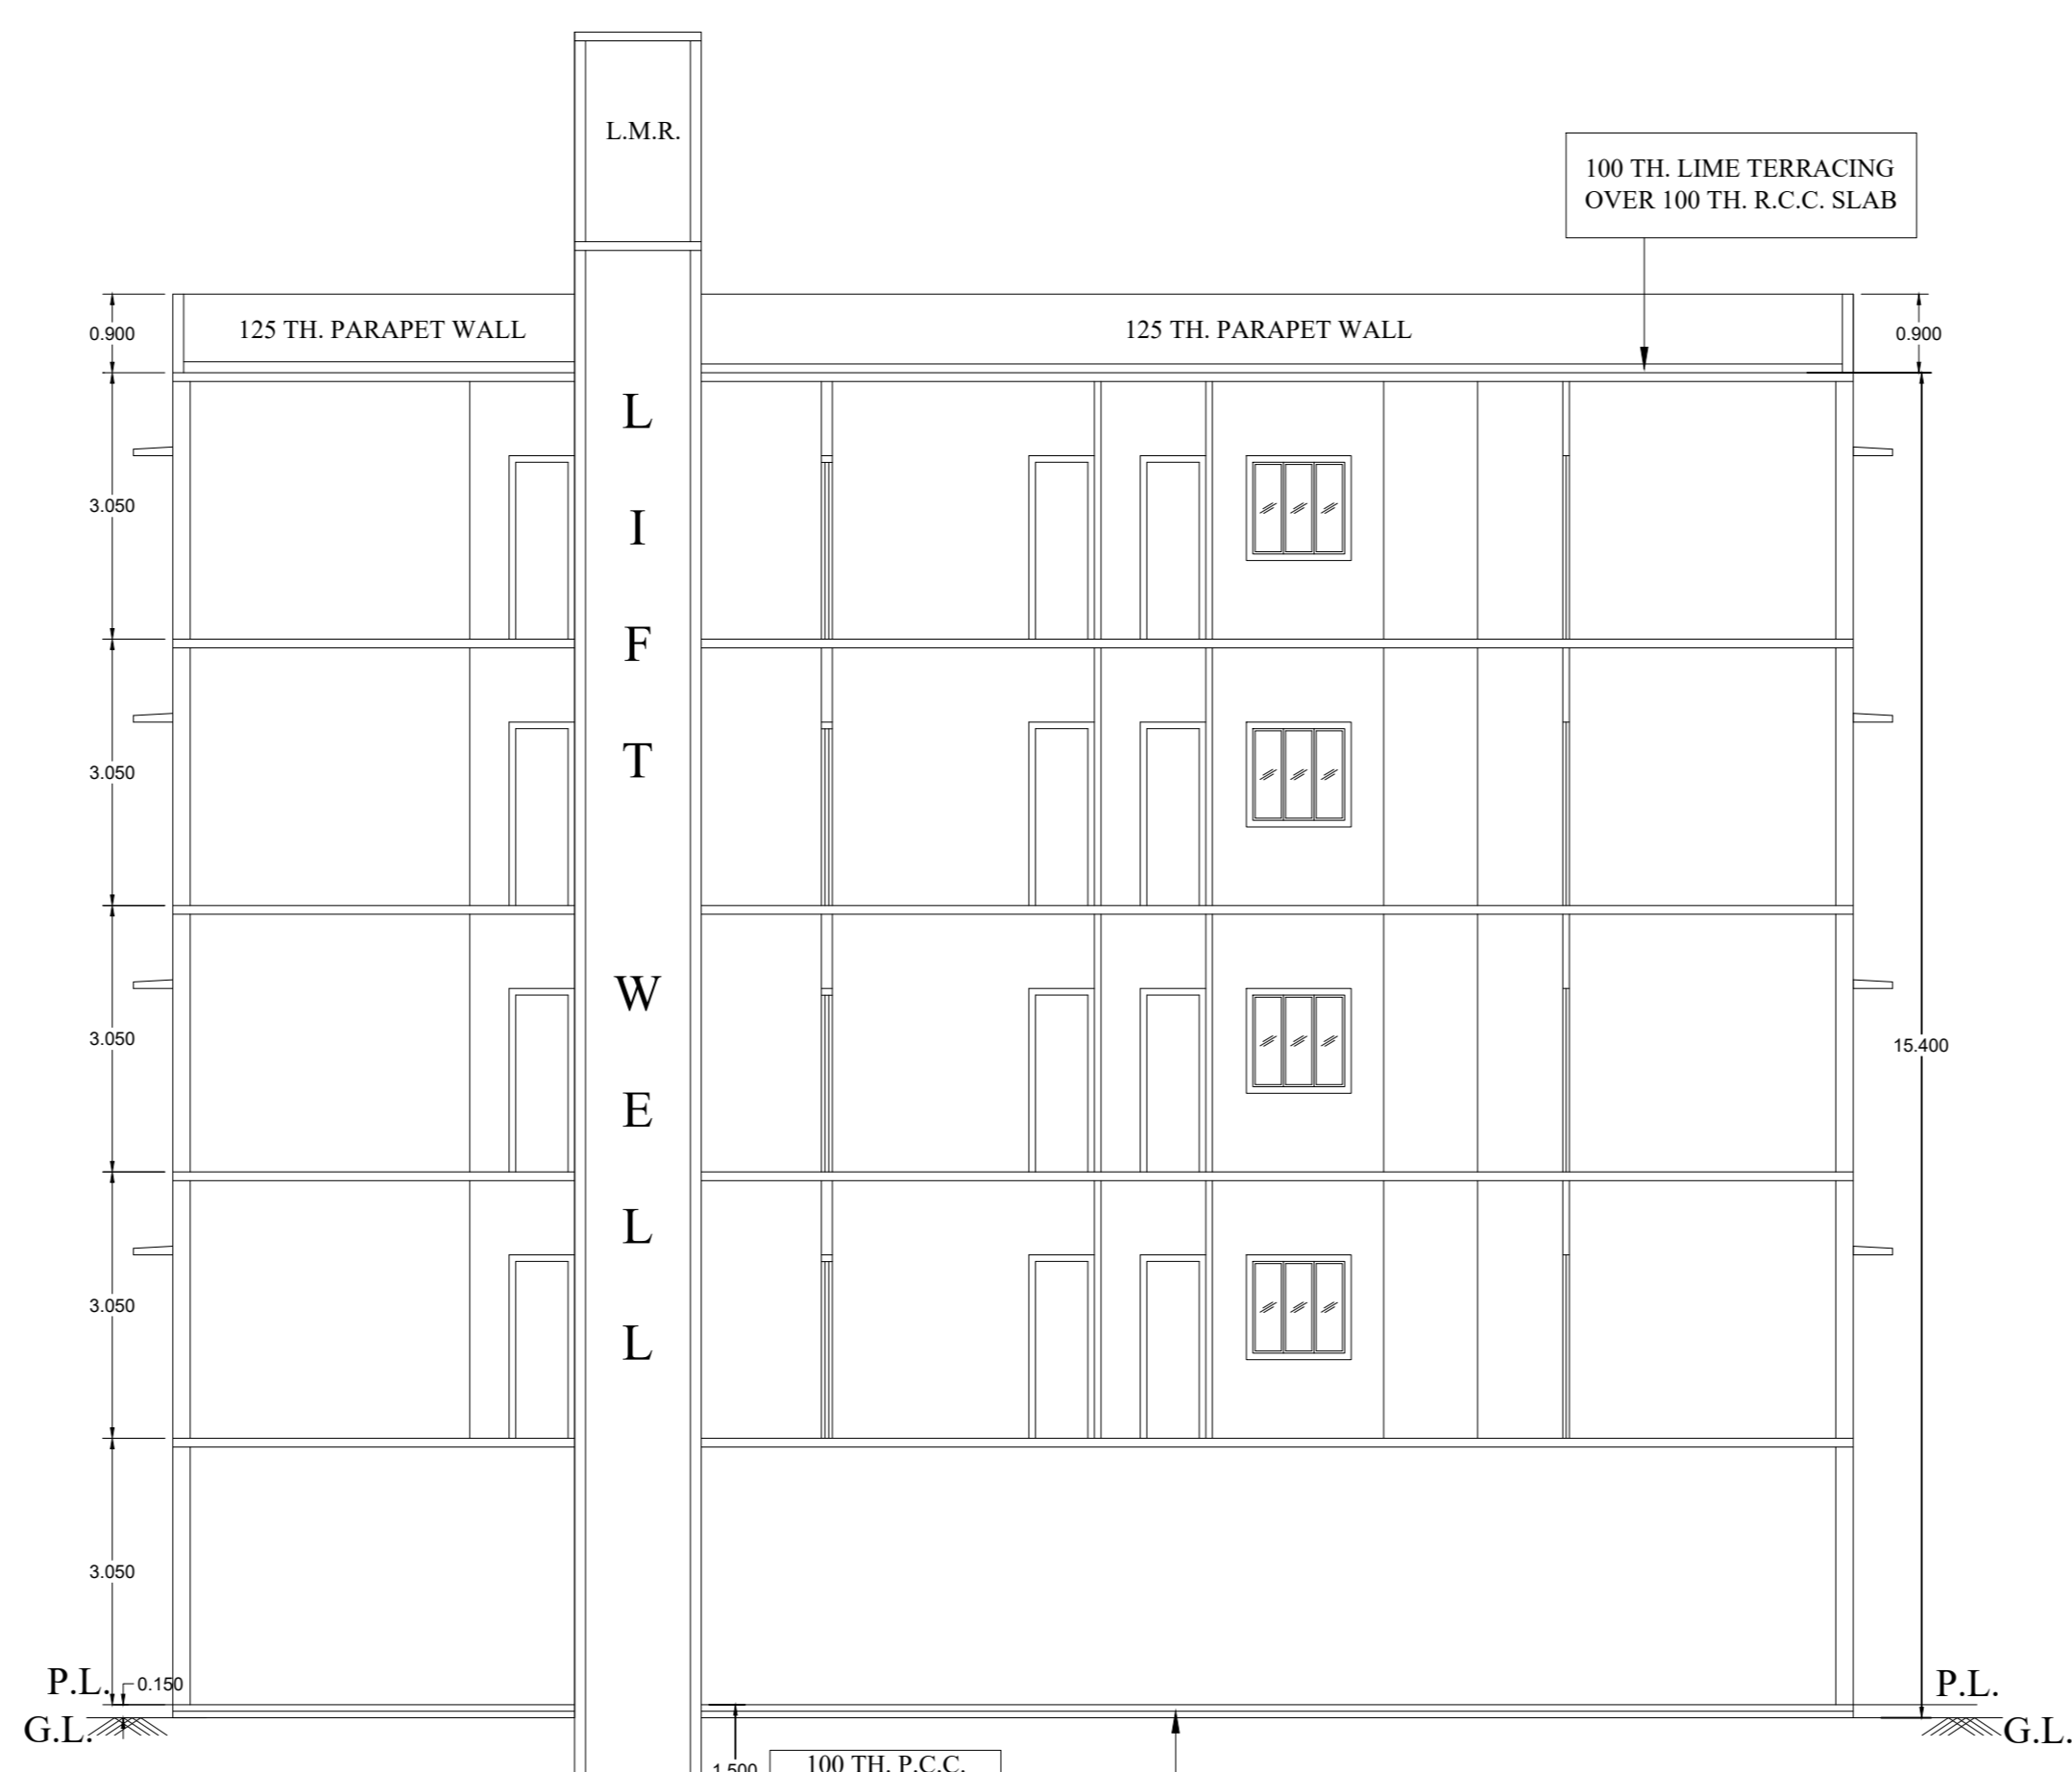 L.M.R.
100 TH. LIME TERRACING
OVER 100 TH. R.C.C. SLAB
0.900
125 TH. PARAPET WALL
125 TH. PARAPET WALL
0.900
L
I
F
T
W
E
L
L
3.050
3.050
3.050
15.400
3.050
3.050
P.L.
0.150
P.L.
G.L.
G.L.
1.500
100 TH. P.C.C.